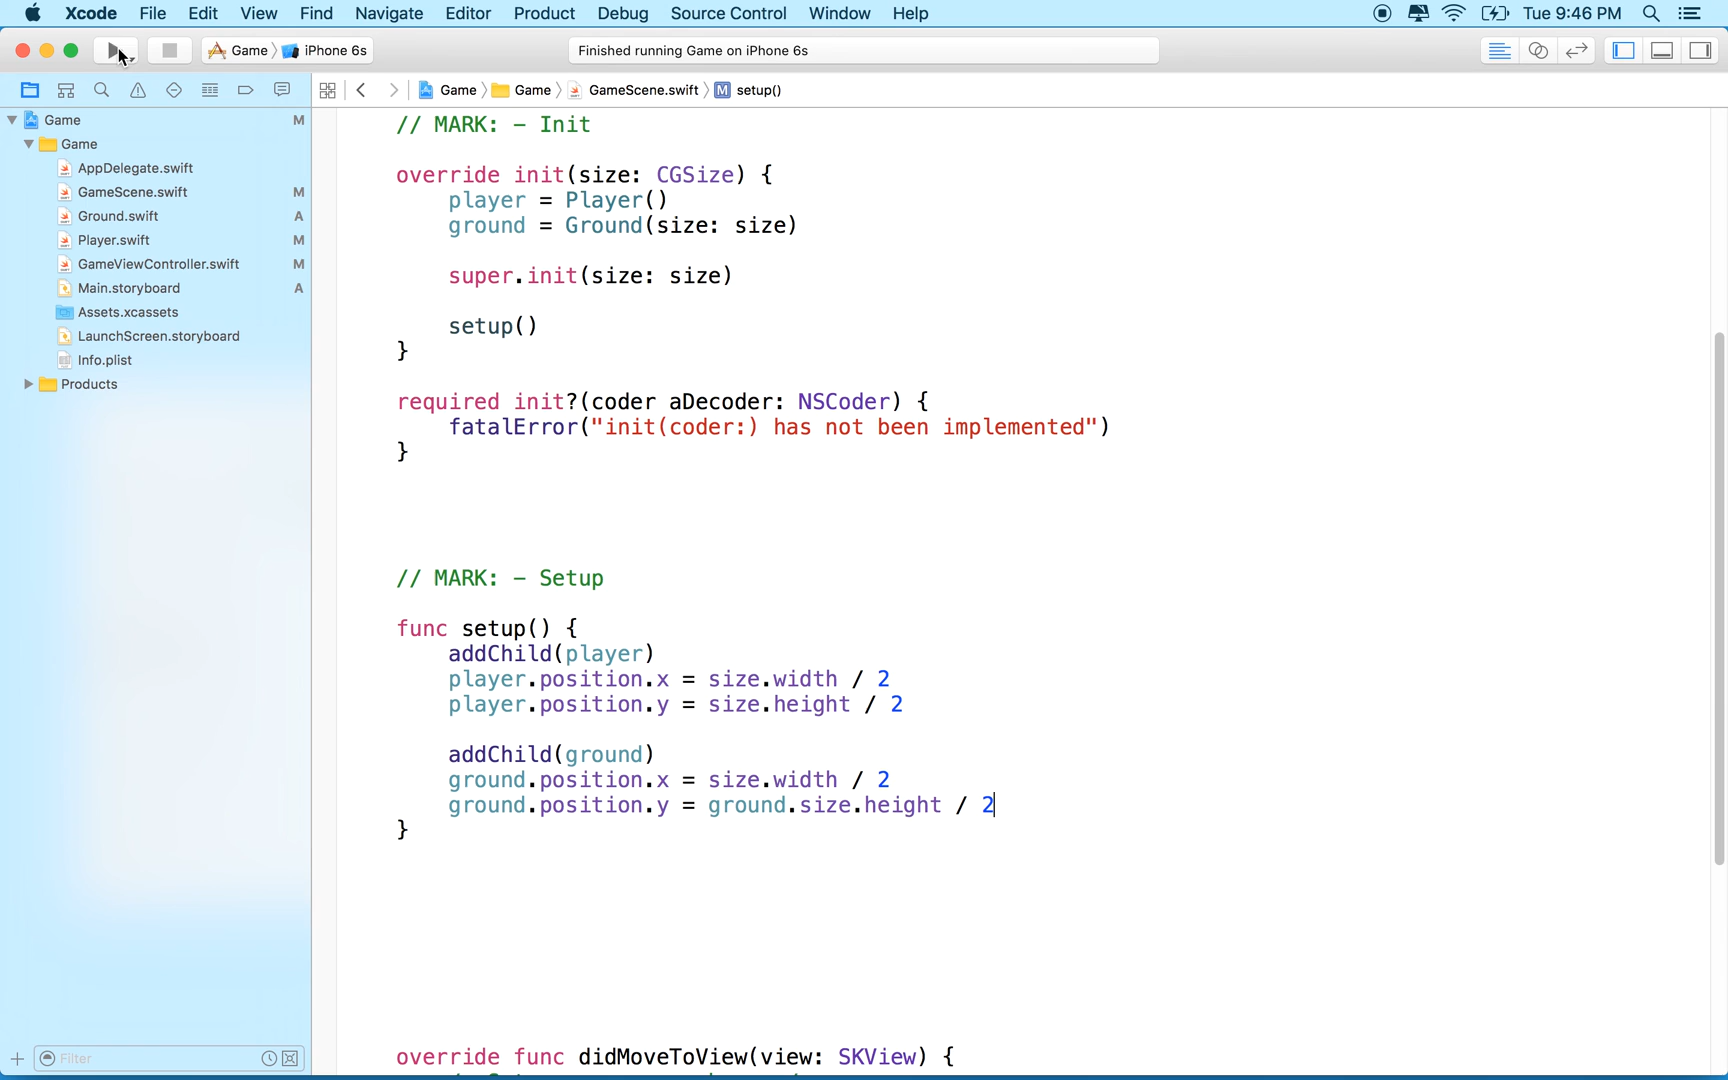 Xcode File Edit View Find Navigate Editor Product Debug Source Control Window Help Tue 9:46 PM
Game iPhone 6s Finished running Game on iPhone 6s
Game Game GameScene.swift M setup()
Game M
Game
AppDelegate.swift
GameScene.swift M
Ground.swift A
Player.swift M
GameViewController.swift M
Main.storyboard A
Assets.xcassets
LaunchScreen.storyboard
Info.plist
Products
Filter
// MARK: - Init
override init(size: CGSize) {
player = Player()
ground = Ground(size: size)
super.init(size: size)
setup()
}
required init?(coder aDecoder: NSCoder) {
fatalError("init(coder:) has not been implemented")
}
// MARK: - Setup
func setup() {
addChild(player)
player.position.x = size.width / 2
player.position.y = size.height / 2
addChild(ground)
ground.position.x = size.width / 2
ground.position.y = ground.size.height / 2
}
override func didMoveToView(view: SKView) {